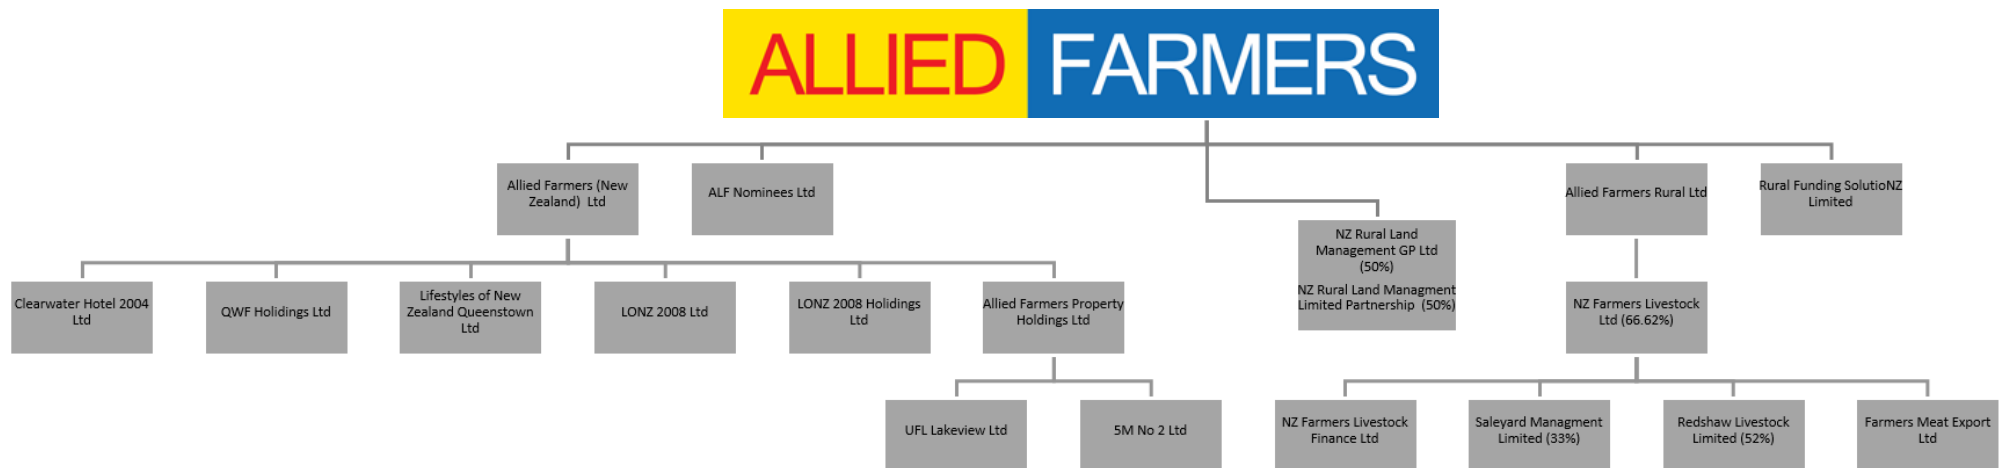 ALLIED FARMERS
Allied Farmers (New
Zealand) Ltd
ALF Nominees Ltd
Allied Farmers Rural Ltd
Rural Funding SolutioNZ
Limited
NZ Rural Land
Management GP Ltd
(50%)
NZ Rural Land Managment
Limited Partnership (50%)
Clearwater Hotel 2004
Ltd
QWF Holidings Ltd
Lifestyles of New
Zealand Queenstown
Ltd
LONZ 2008 Ltd
LONZ 2008 Holidings
Ltd
Allied Farmers Property
Holdings Ltd
NZ Farmers Livestock
Ltd (66.62%)
UFL Lakeview Ltd
5M No 2 Ltd
NZ Farmers Livestock
Finance Ltd
Saleyard Managment
Limited (33%)
Redshaw Livestock
Limited (52%)
Farmers Meat Export
Ltd